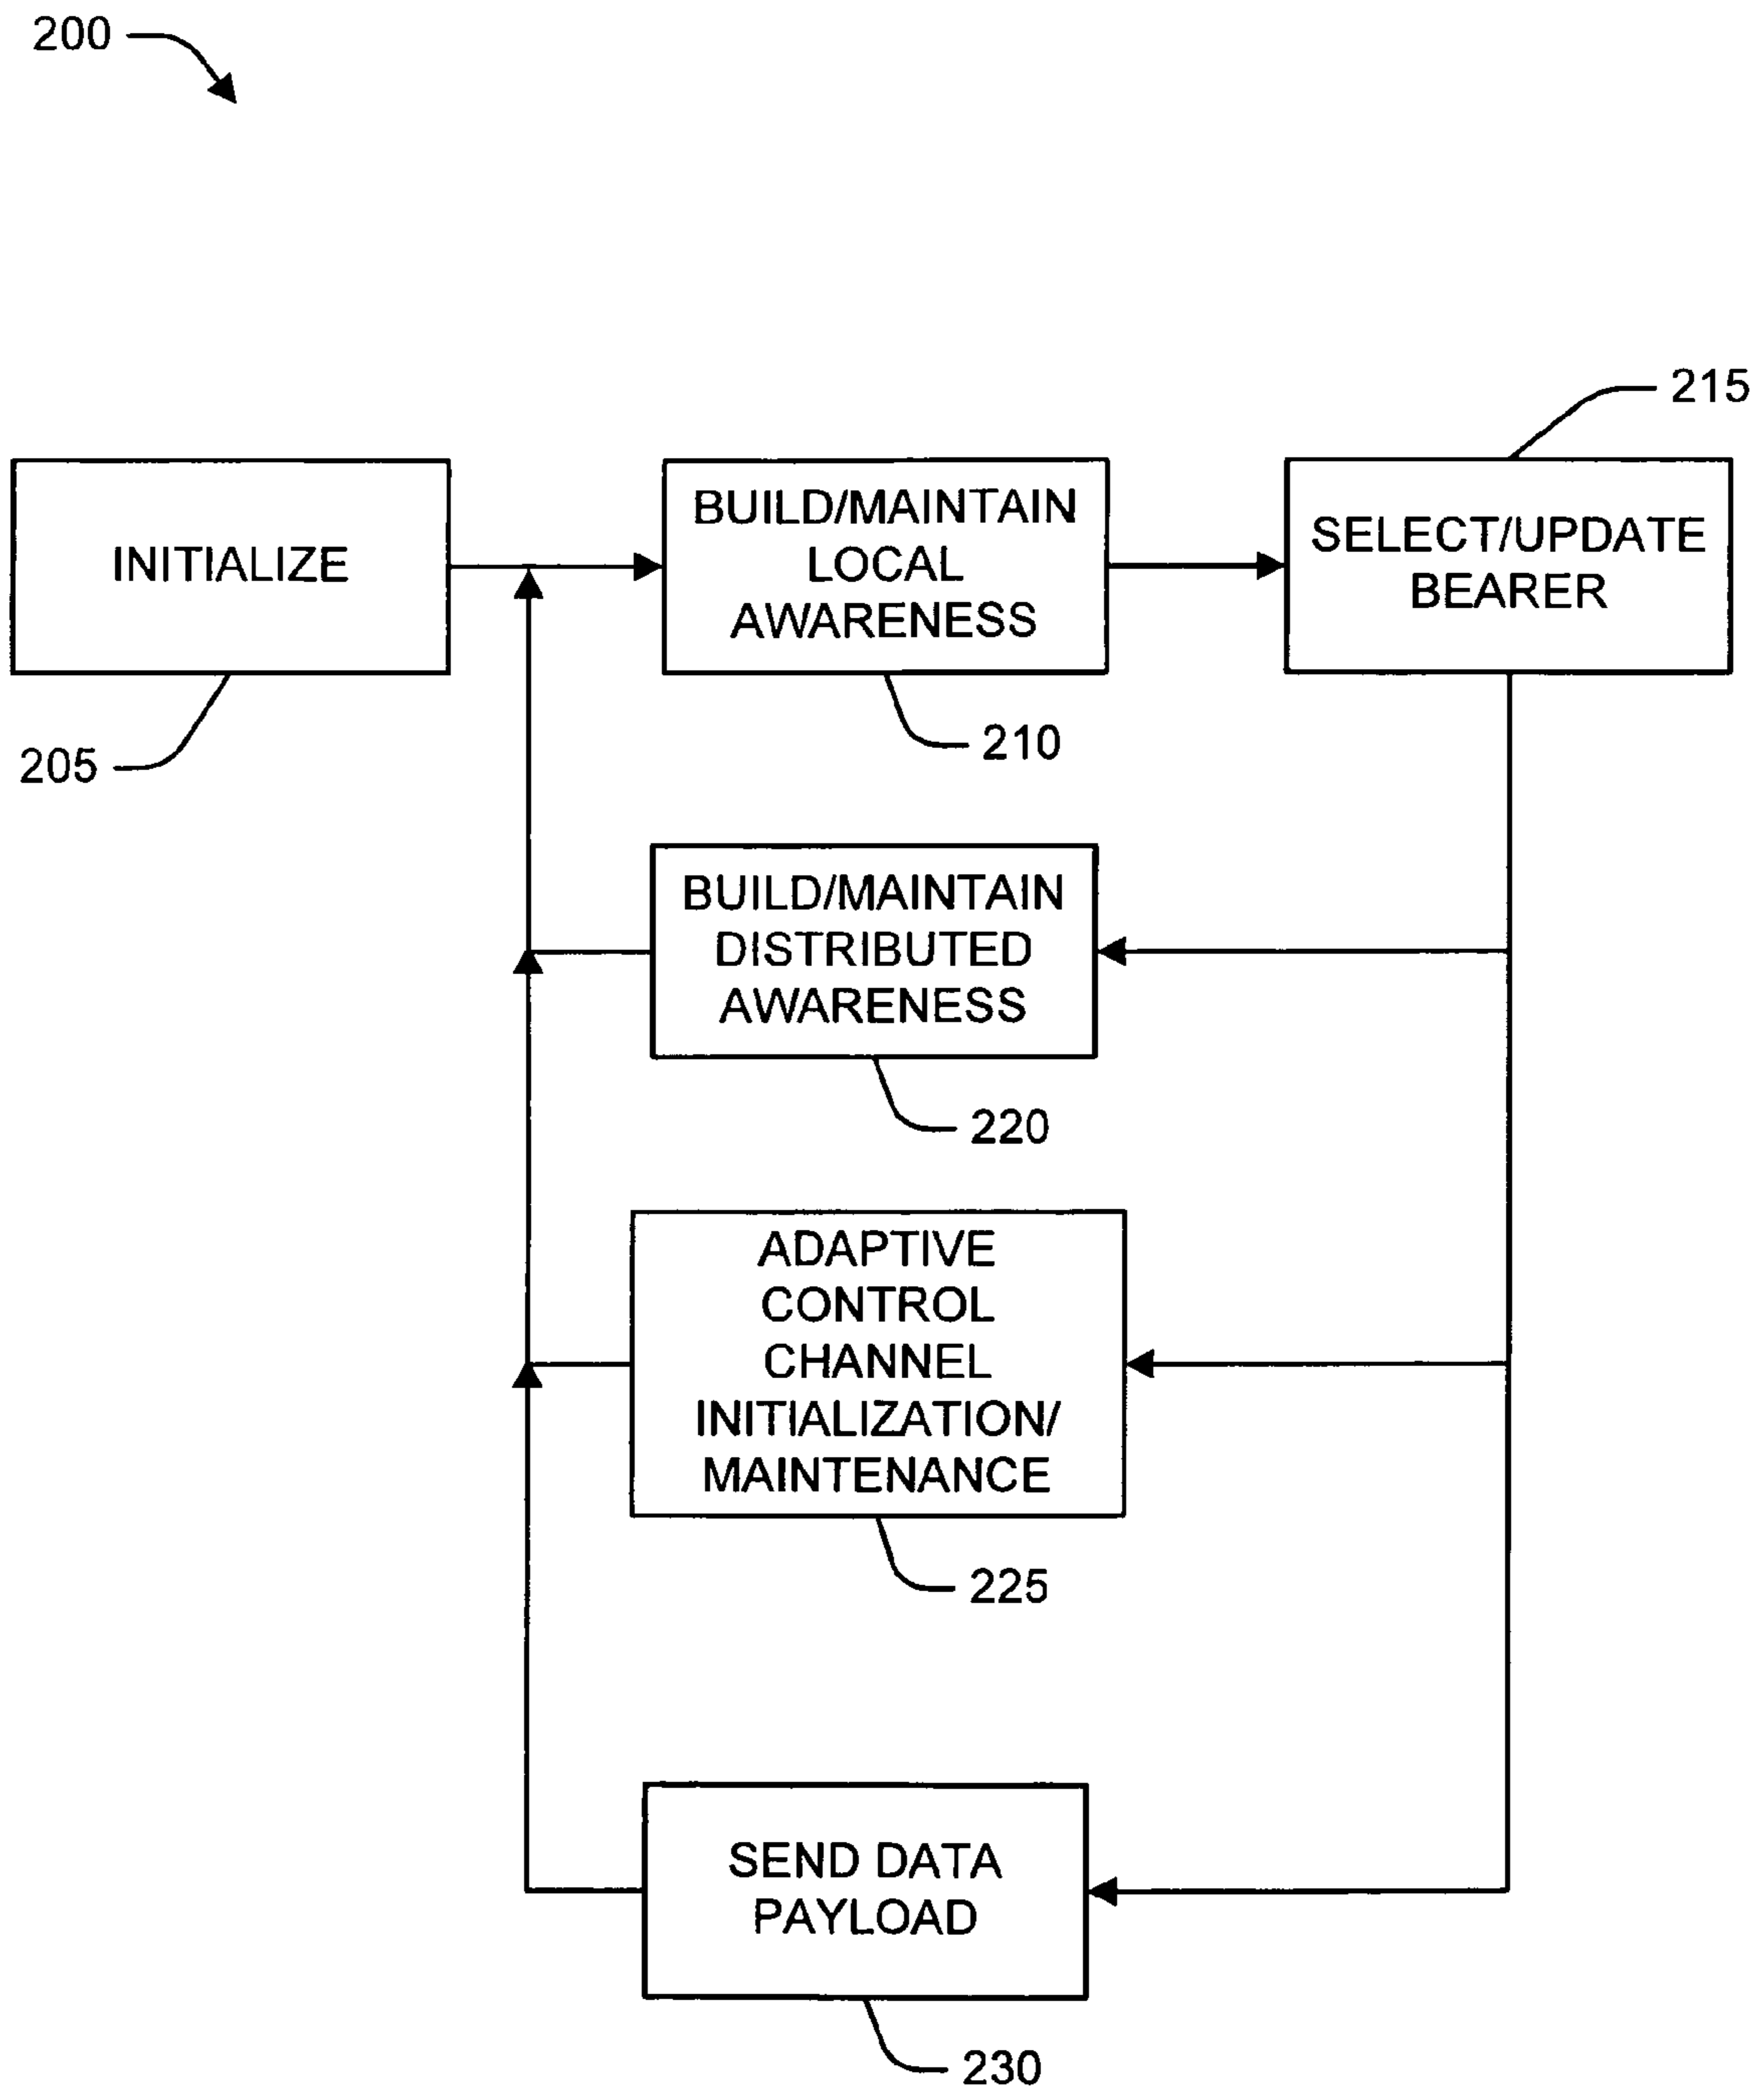 200
215
INITIALIZE
BUILD/MAINTAIN
LOCAL
AWARENESS
SELECT/UPDATE
BEARER
205
210
BUILD/MAINTAIN
DISTRIBUTED
AWARENESS
220
ADAPTIVE
CONTROL
CHANNEL
INITIALIZATION/
MAINTENANCE
225
SEND DATA
PAYLOAD
230